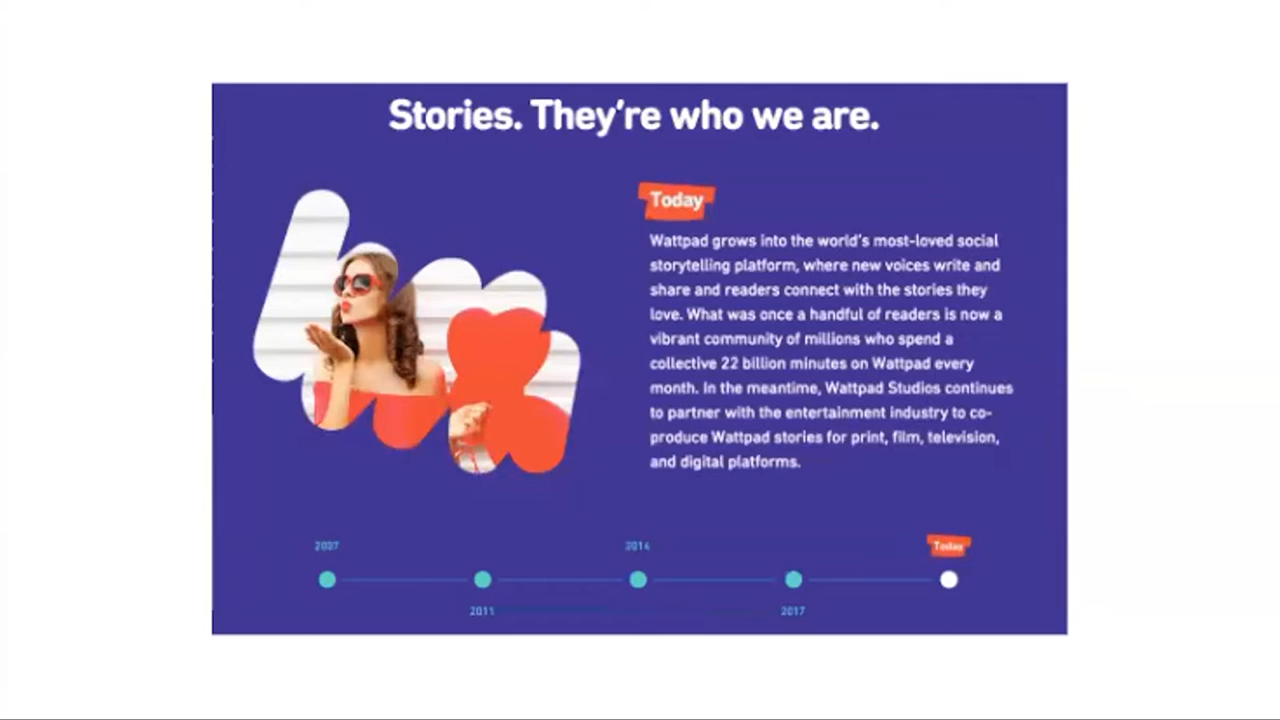 Stories. They're who we are.
Today
Wattpad grows into the world's most-loved social
storytelling platform, where new voices write and
share and readers connect with the stories they
love. What was once a handful of readers is now a
vibrant community of millions who spend a
collective 22 billion minutes on Wattpad every
month. In the meantime, Wattpad Studios continues
to partner with the entertainment industry to co-
produce Wattpad stories for print, film, television,
and digital platforms.
2007
2014
Today
2011
2017